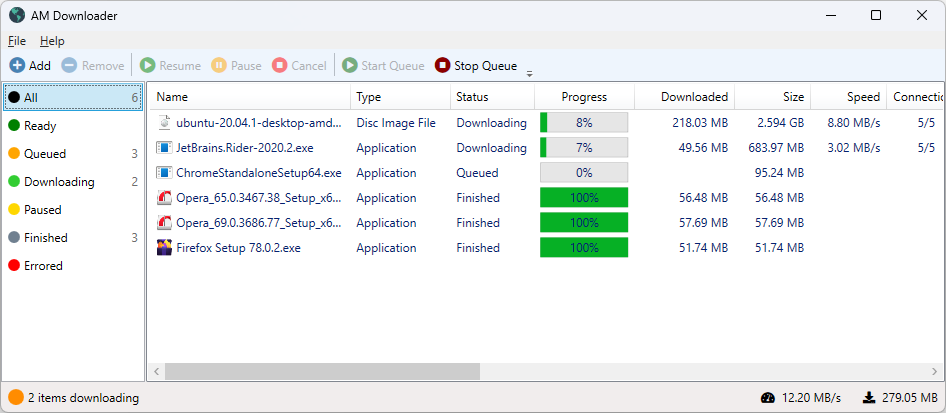 AM Downloader
File Help
Add Remove Resume Pause Cancel Start Queue Stop Queue
All 6
Ready
Queued 3
Downloading 2
Paused
Finished 3
Errored
Name Type Status Progress Downloaded Size Speed Connectic
ubuntu-20.04.1-desktop-amd... Disc Image File Downloading 8% 218.03 MB 2.594 GB 8.80 MB/s 5/5
JetBrains.Rider-2020.2.exe Application Downloading 7% 49.56 MB 683.97 MB 3.02 MB/s 5/5
ChromeStandaloneSetup64.exe Application Queued 0% 95.24 MB
Opera_65.0.3467.38_Setup_x6... Application Finished 100% 56.48 MB 56.48 MB
Opera_69.0.3686.77_Setup_x6... Application Finished 100% 57.69 MB 57.69 MB
Firefox Setup 78.0.2.exe Application Finished 100% 51.74 MB 51.74 MB
2 items downloading 12.20 MB/s 279.05 MB